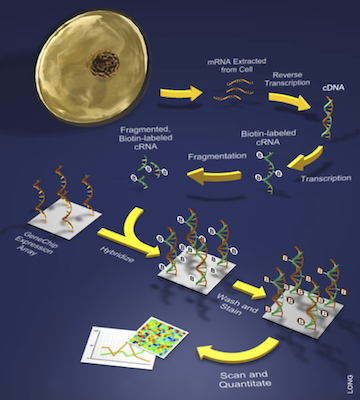 mRNA Extracted
from Cell
Reverse
Transcription
cDNA
Fragmented,
Biotin-labeled
cRNA
Biotin-labeled
cRNA
Fragmentation
Transcription
B
B
B
B
B
GeneChip
Expression
Array
Hybridize
B
B
B
B
B
B
B
Wash and
Stain
B
B
B
B
B
B
B
Scan and
Quantitate
LONG